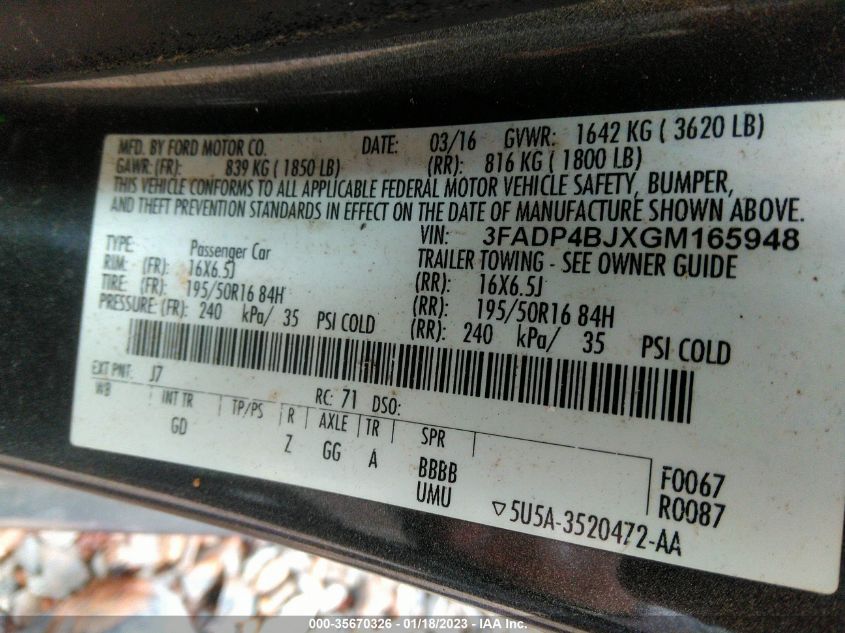 MFD. BY FORD MOTOR CO. DATE: 03/16 GVWR: 1642 KG ( 3620 LB)
GAWR: (FR): 839 KG ( 1850 LB) (RR): 816 KG ( 1800 LB)
THIS VEHICLE CONFORMS TO ALL APPLICABLE FEDERAL MOTOR VEHICLE SAFETY, BUMPER,
AND THEFT PREVENTION STANDARDS IN EFFECT ON THE DATE OF MANUFACTURE SHOWN ABOVE.
VIN: 3FADP4BJXGM165948
TYPE: Passenger Car TRAILER TOWING - SEE OWNER GUIDE
RIM: (FR): 16X6.5J (RR): 16X6.5J
TIRE: (FR): 195/50R16 84H (RR): 195/50R16 84H
PRESSURE: (FR): 240 kPa/ 35 PSI COLD (RR): 240 kPa/ 35 PSI COLD
EXT PNT: J7 RC: 71 DSO:
WB INT TR TP/PS R AXLE TR SPR
GD Z GG A BBBB F0067
UMU R0087
▽5U5A-3520472-AA
000-35670326 - 01/18/2023 - IAA Inc.